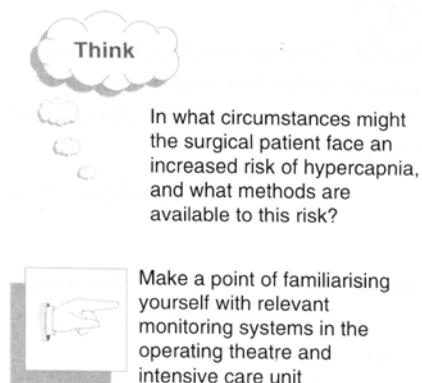 Think
In what circumstances might
the surgical patient face an
increased risk of hypercapnia,
and what methods are
available to this risk?
Make a point of familiarising
yourself with relevant
monitoring systems in the
operating theatre and
intensive care unit